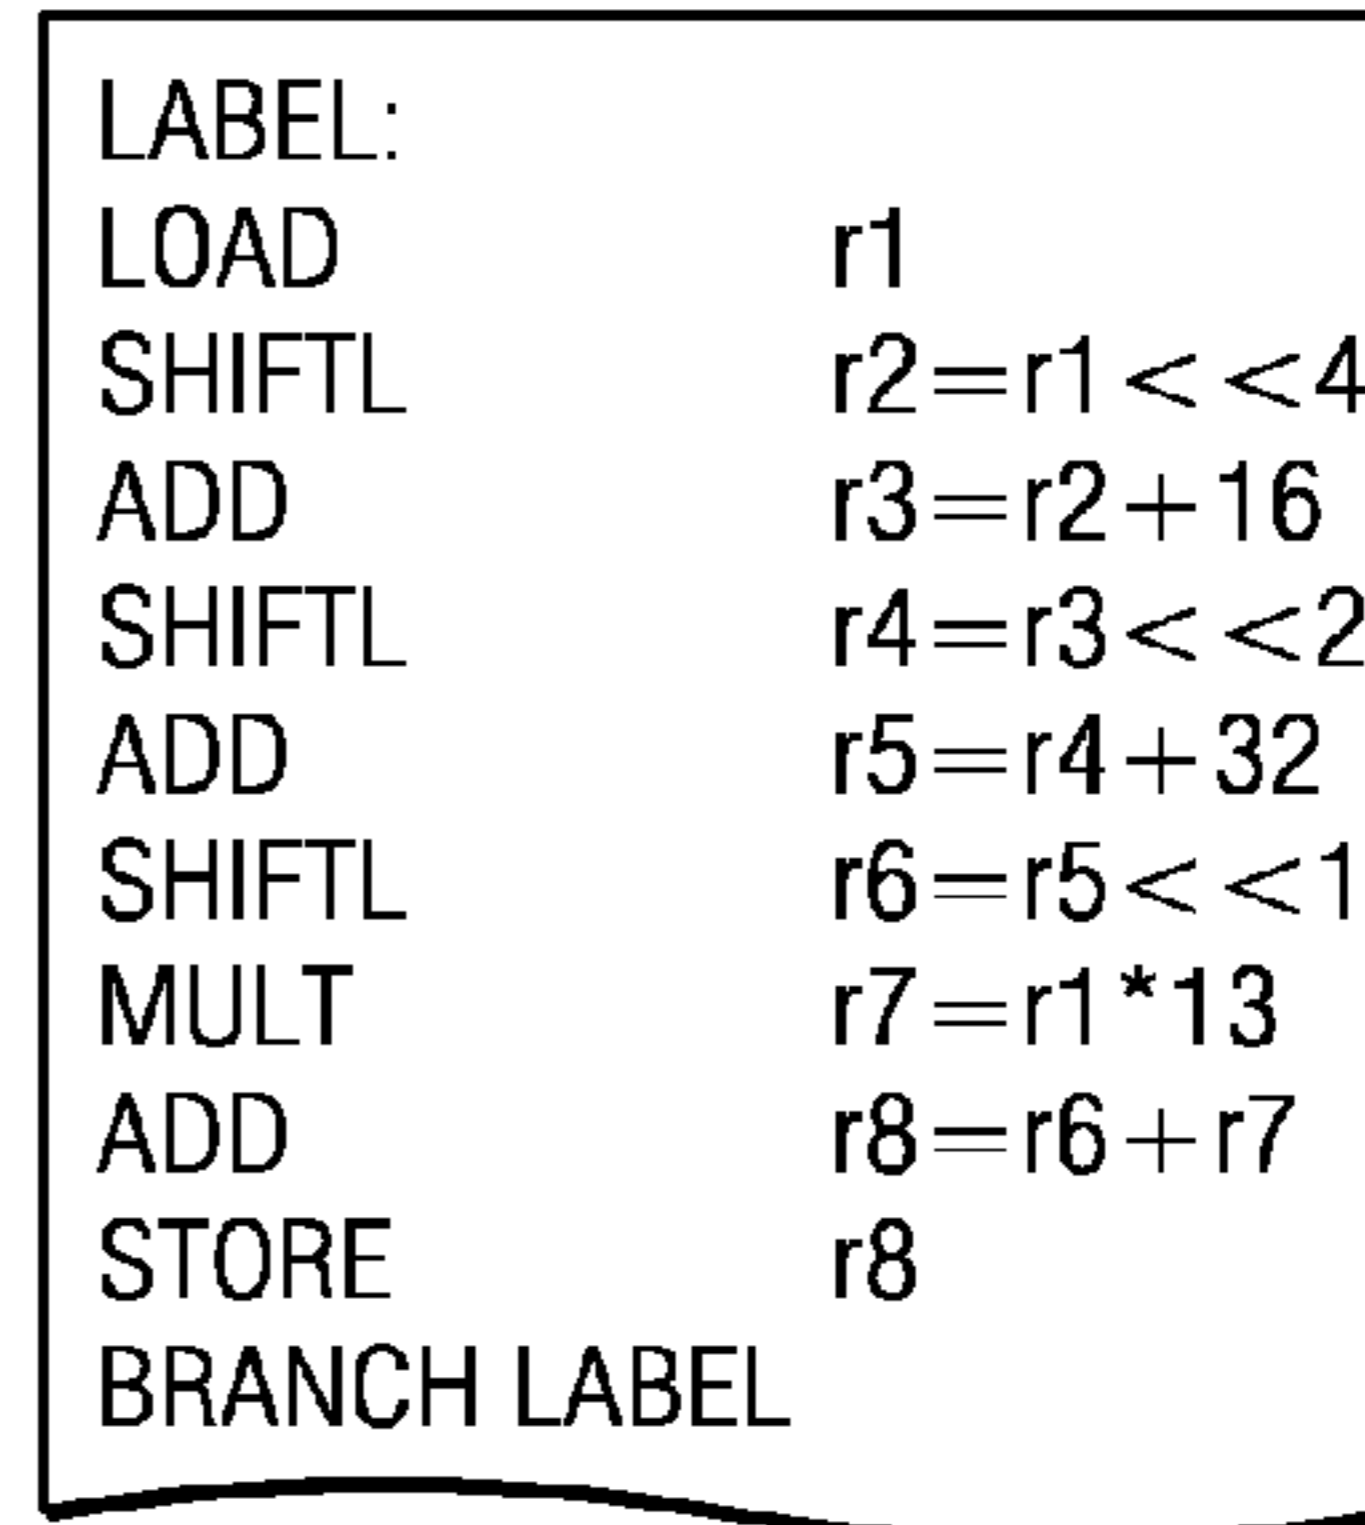 LABEL:
LOAD r1
SHIFTL r2=r1<<4
ADD r3=r2+16
SHIFTL r4=r3<<2
ADD r5=r4+32
SHIFTL r6=r5<<1
MULT r7=r1*13
ADD r8=r6+r7
STORE r8
BRANCH LABEL